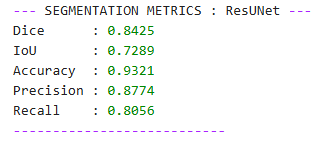 --- SEGMENTATION METRICS : ResUNet ---
Dice      : 0.8425
IoU       : 0.7289
Accuracy  : 0.9321
Precision : 0.8774
Recall    : 0.8056
---------------------------